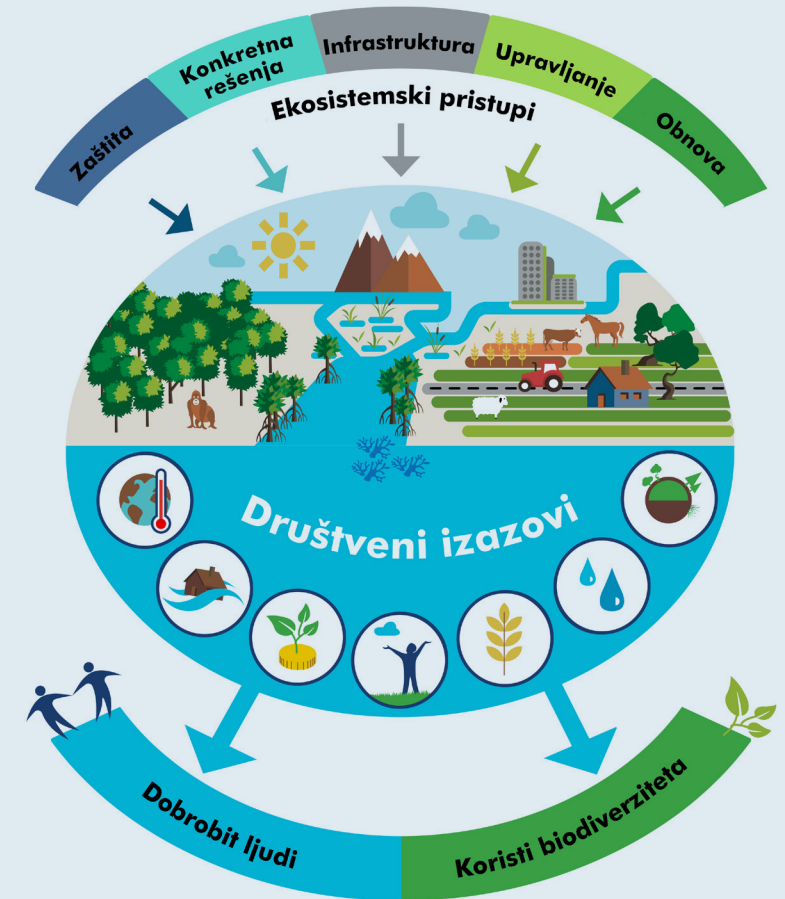 Zaštita
Konkretna
rešenja
Infrastruktura
Upravljanje
Obnova
Ekosistemski pristupi
Društveni izazovi
Dobrobit ljudi
Koristi biodiverziteta